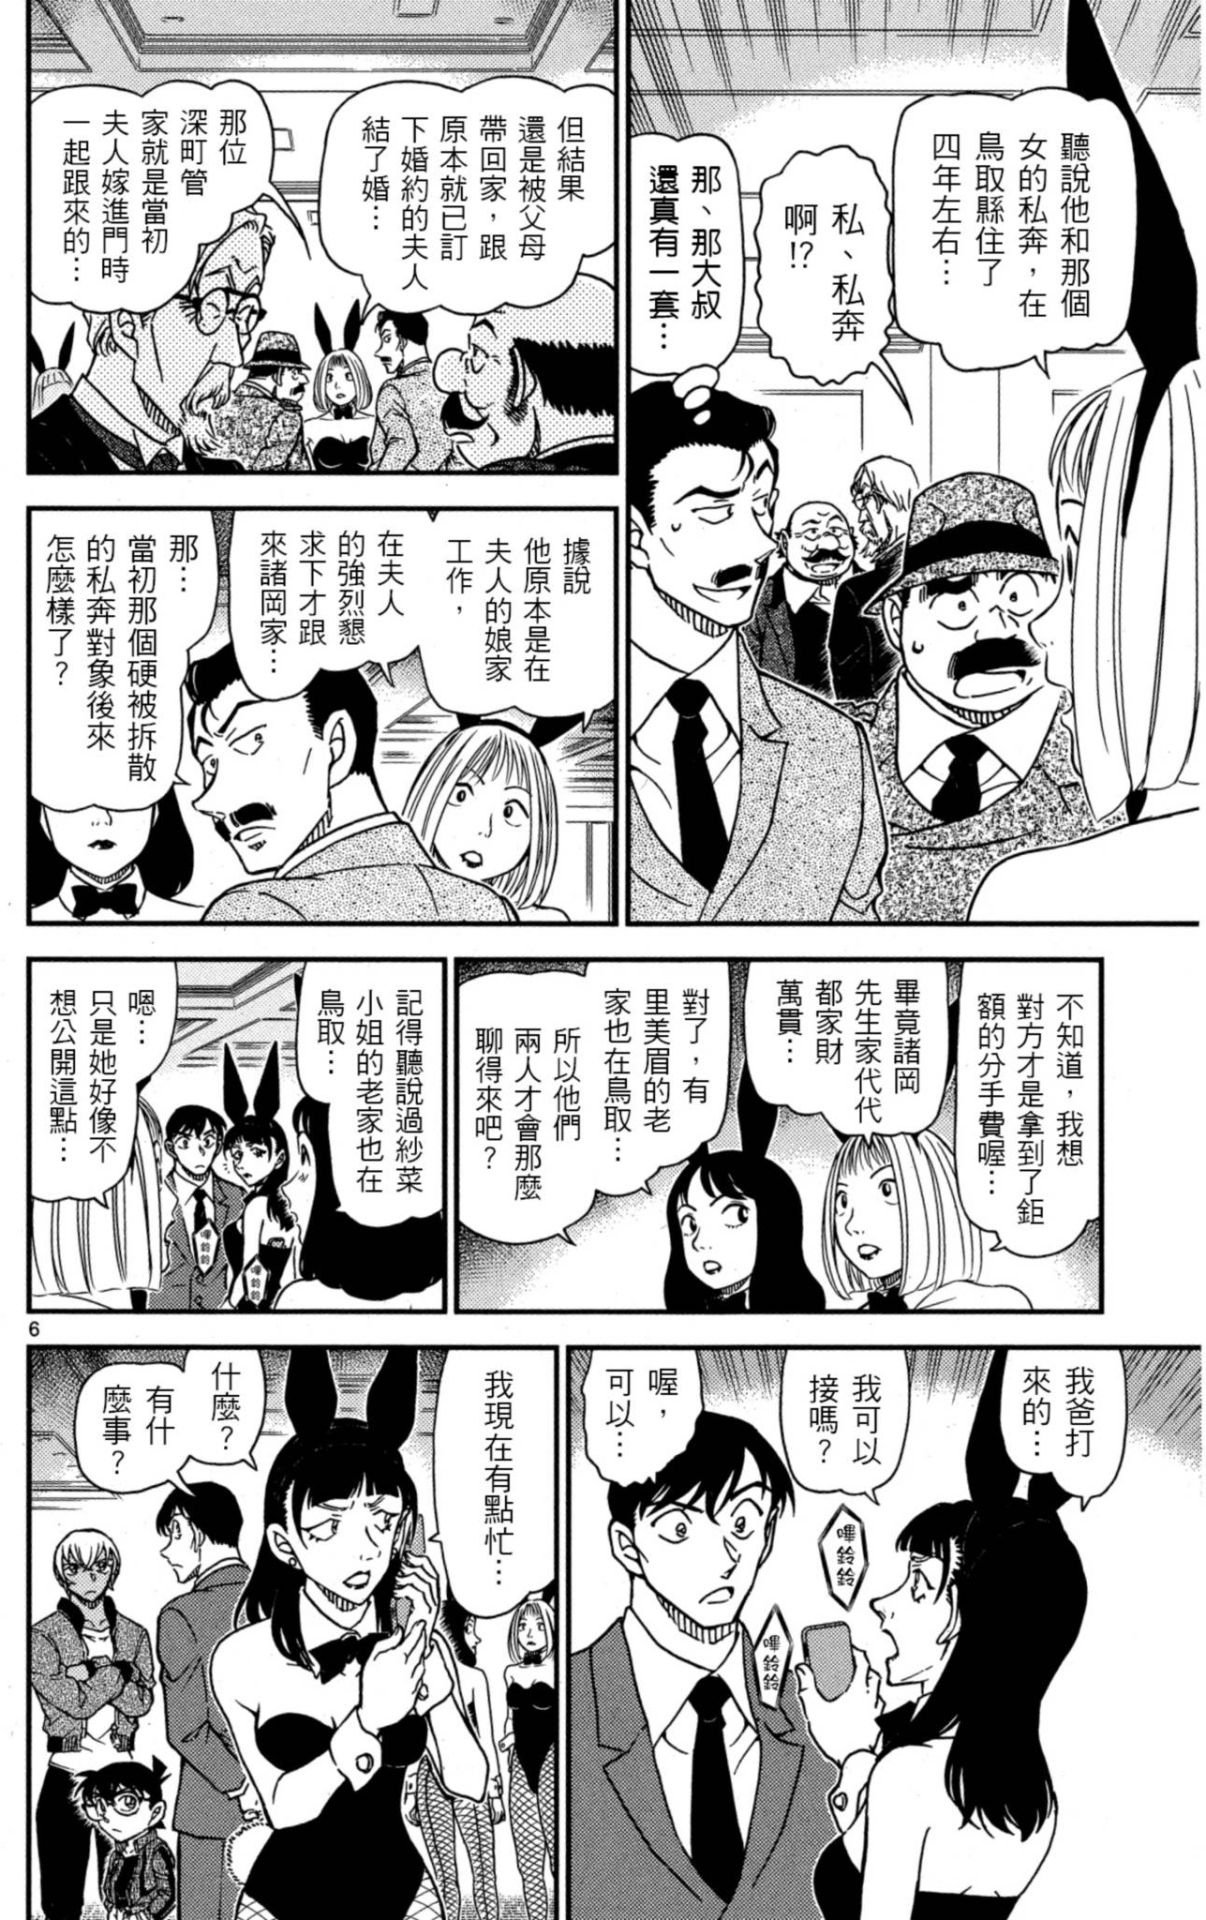 聽說他和那個
女的私奔，在
鳥取縣住了
四年左右…
私、私奔
啊!?
那、那大叔
還真有一套…
但結果
還是被父母
帶回家，跟
原本就已訂
下婚約的夫人
結了婚…
那位
深町管
家就是當初
夫人嫁進門時
一起跟來的…
據說
他原本是在
夫人的娘家
工作，
在夫人
的強烈懇
求下才跟
來諸岡家…
那…
當初那個硬被拆散
的私奔對象後來
怎麼樣了？
不知道，我想
對方才是拿到了鉅
額的分手費喔…
畢竟諸岡
先生家代代
都家財
萬貫…
對了，有
里美眉的老
家也在鳥取…
所以他們
兩人才會那麼
聊得來吧？
記得聽說過紗菜
小姐的老家也在
鳥取…
嗯…
只是她好像不
想公開這點…
嗶鈴鈴
嗶鈴鈴
6
我爸打
來的…
我可以
接嗎？
喔，
可以…
嗶鈴鈴
嗶鈴鈴
我現在有點忙…
什麼？
有什
麼事？